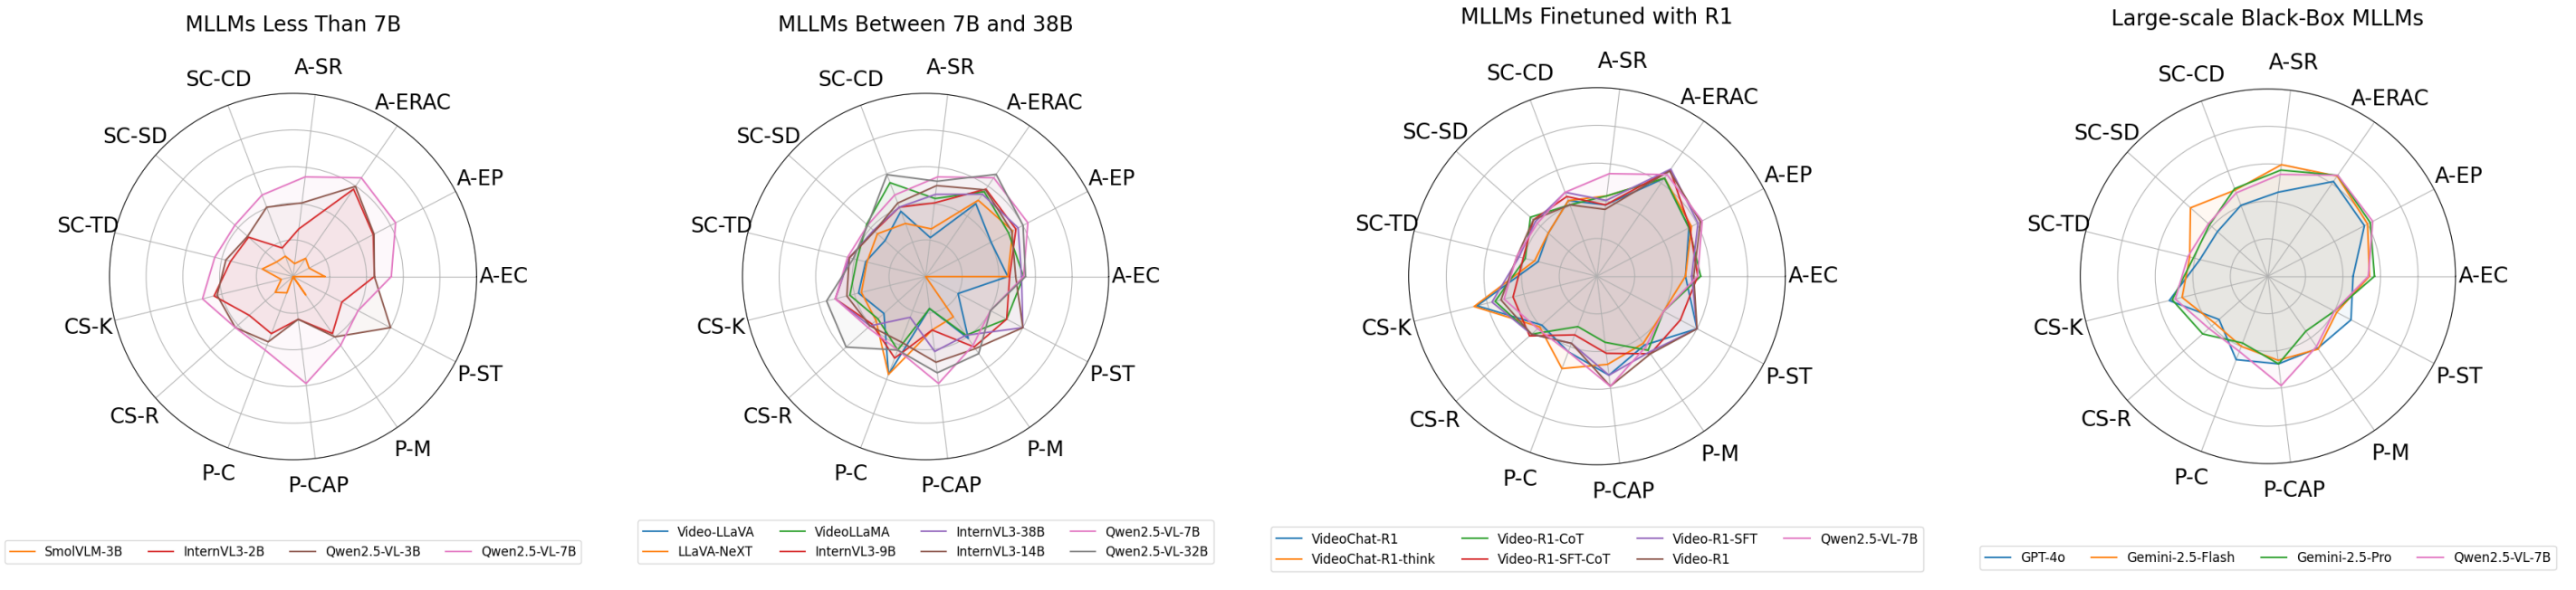 MLLMs Less Than 7B
A-SR
SC-CD
A-ERAC
SC-SD
A-EP
SC-TD
A-EC
CS-K
P-ST
CS-R
P-M
P-C
P-CAP
SmolVLM-3B InternVL3-2B Qwen2.5-VL-3B Qwen2.5-VL-7B
MLLMs Between 7B and 38B
A-SR
SC-CD
A-ERAC
SC-SD
A-EP
SC-TD
A-EC
CS-K
P-ST
CS-R
P-M
P-C
P-CAP
Video-LLaVA VideoLLaMA InternVL3-38B Qwen2.5-VL-7B
LLaVA-NeXT InternVL3-9B InternVL3-14B Qwen2.5-VL-32B
MLLMs Finetuned with R1
A-SR
SC-CD
A-ERAC
SC-SD
A-EP
SC-TD
A-EC
CS-K
P-ST
CS-R
P-M
P-C
P-CAP
VideoChat-R1 Video-R1-CoT Video-R1-SFT Qwen2.5-VL-7B
VideoChat-R1-think Video-R1-SFT-CoT Video-R1
Large-scale Black-Box MLLMs
A-SR
SC-CD
A-ERAC
SC-SD
A-EP
SC-TD
A-EC
CS-K
P-ST
CS-R
P-M
P-C
P-CAP
GPT-4o Gemini-2.5-Flash Gemini-2.5-Pro Qwen2.5-VL-7B